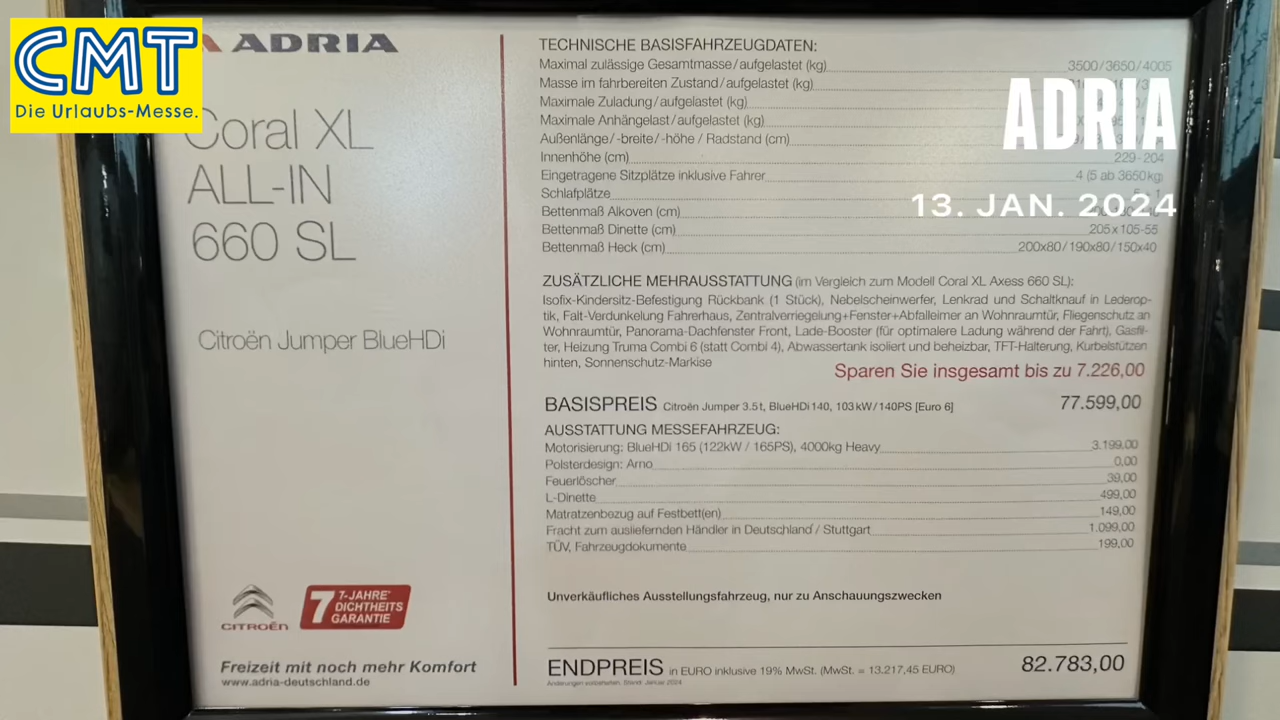 CMT
Die Urlaubs-Messe.
ADRIA
Coral XL
ALL-IN
660 SL
Citroën Jumper BlueHDi
CITROËN
7 7-JAHRE*
DICHTHEITS
GARANTIE
Freizeit mit noch mehr Komfort
www.adria-deutschland.de
ADRIA
13. JAN. 2024
TECHNISCHE BASISFAHRZEUGDATEN:
Maximal zulässige Gesamtmasse/aufgelastet (kg) 3500/3650/4005
Masse im fahrbereiten Zustand/aufgelastet (kg)
Maximale Zuladung/aufgelastet (kg)
Maximale Anhängelast/aufgelastet (kg)
Außenlänge/-breite/-höhe / Radstand (cm)
Innenhöhe (cm) 229-204
Eingetragene Sitzplätze inklusive Fahrer 4 (5 ab 3650kg)
Schlafplätze
Bettenmaß Alkoven (cm)
Bettenmaß Dinette (cm) 205x105-55
Bettenmaß Heck (cm) 200x80/190x80/150x40
ZUSÄTZLICHE MEHRAUSSTATTUNG (im Vergleich zum Modell Coral XL Axess 660 SL):
Isofix-Kindersitz-Befestigung Rückbank (1 Stück), Nebelscheinwerfer, Lenkrad und Schaltknauf in Lederop-
tik, Falt-Verdunkelung Fahrerhaus, Zentralverriegelung+Fenster+Abfalleimer an Wohnraumtür, Fliegenschutz an
Wohnraumtür, Panorama-Dachfenster Front, Lade-Booster (für optimalere Ladung während der Fahrt), Gasfil-
ter, Heizung Truma Combi 6 (statt Combi 4), Abwassertank isoliert und beheizbar, TFT-Halterung, Kurbelstützen
hinten, Sonnenschutz-Markise
Sparen Sie insgesamt bis zu 7.226,00
BASISPREIS Citroën Jumper 3.5t, BlueHDi 140, 103 kW/140PS [Euro 6] 77.599,00
AUSSTATTUNG MESSEFAHRZEUG:
Motorisierung: BlueHDi 165 (122kW / 165PS), 4000kg Heavy 3.199,00
Polsterdesign: Arno 0,00
Feuerlöscher 39,00
L-Dinette 499,00
Matratzenbezug auf Festbett(en) 149,00
Fracht zum ausliefernden Händler in Deutschland / Stuttgart 1.099,00
TÜV, Fahrzeugdokumente 199,00
Unverkäufliches Ausstellungsfahrzeug, nur zu Anschauungszwecken
ENDPREIS in EURO inklusive 19% MwSt. (MwSt. = 13.217,45 EURO) 82.783,00
Änderungen vorbehalten. Stand: Januar 2024